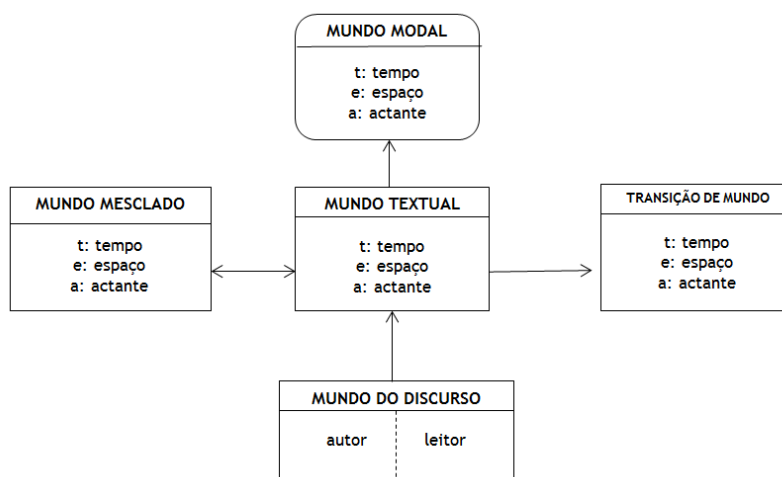 MUNDO MODAL
t: tempo
e: espaço
a: actante
MUNDO MESCLADO
t: tempo
e: espaço
a: actante
MUNDO TEXTUAL
t: tempo
e: espaço
a: actante
TRANSIÇÃO DE MUNDO
t: tempo
e: espaço
a: actante
MUNDO DO DISCURSO
autor
leitor